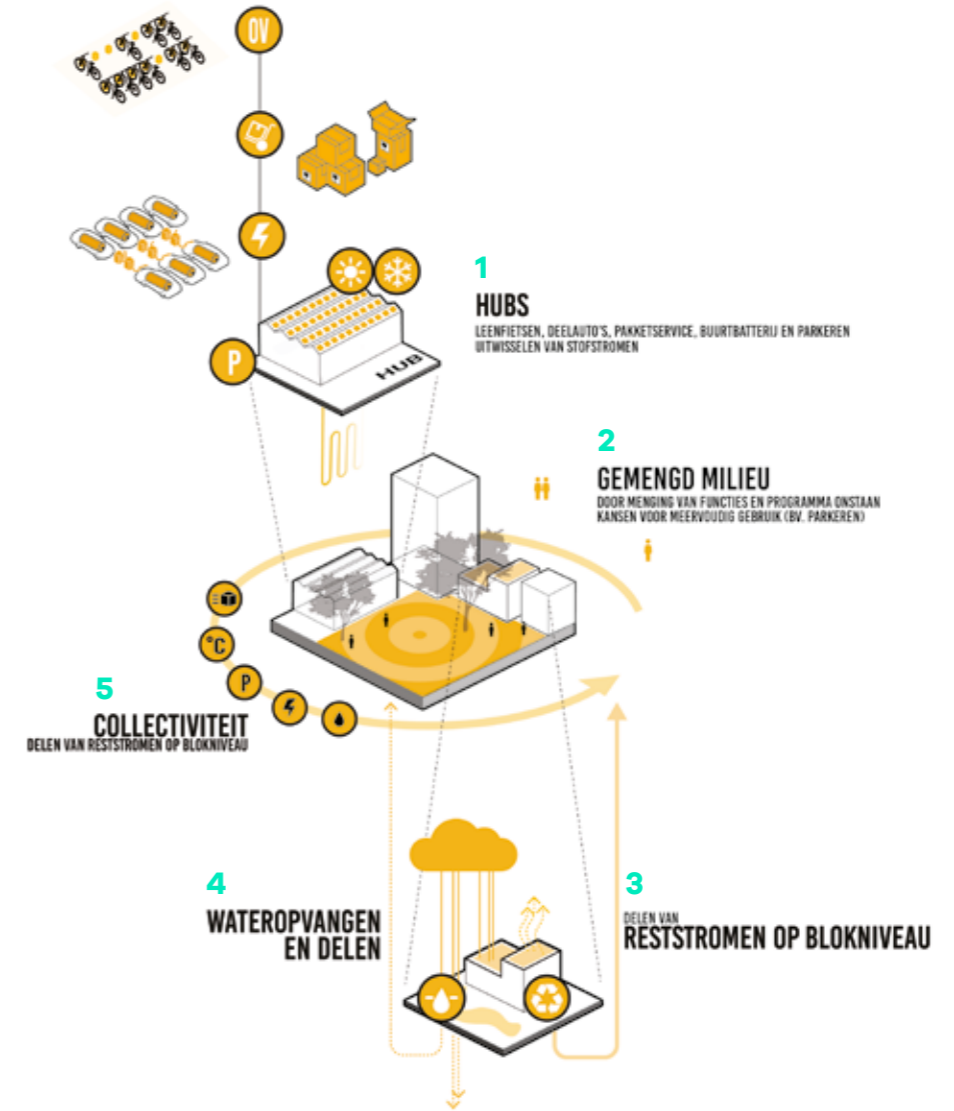 OV
1
HUBS
LEENFIETSEN, DEELAUTO'S, PAKKETSERVICE, BUURTBATTERIJ EN PARKEREN
UITWISSELEN VAN STOFSTROMEN
P
HUB
2
GEMENGD MILIEU
DOOR MENGING VAN FUNCTIES EN PROGRAMMA ONSTAAN
KANSEN VOOR MEERVOUDIG GEBRUIK (BV. PARKEREN)
°C
P
5
COLLECTIVITEIT
DELEN VAN RESTSTROMEN OP BLOKNIVEAU
4
WATEROPVANGEN
EN DELEN
3
DELEN VAN
RESTSTROMEN OP BLOKNIVEAU